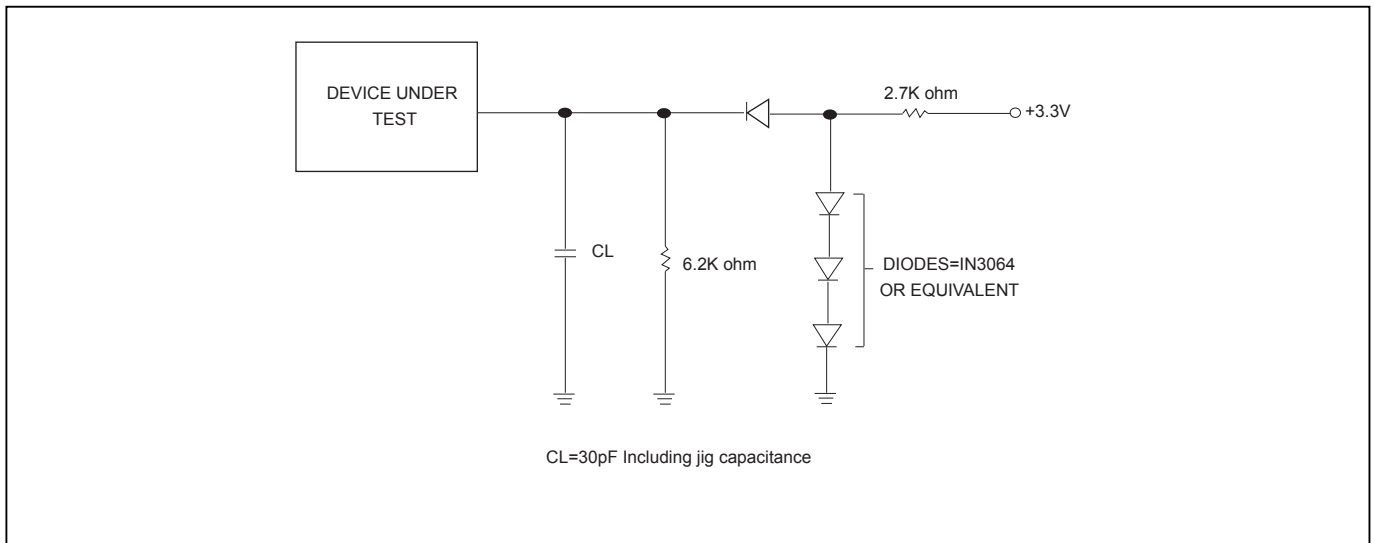 DEVICE UNDER
TEST
2.7K ohm
+3.3V
CL
6.2K ohm
DIODES=IN3064
OR EQUIVALENT
CL=30pF Including jig capacitance